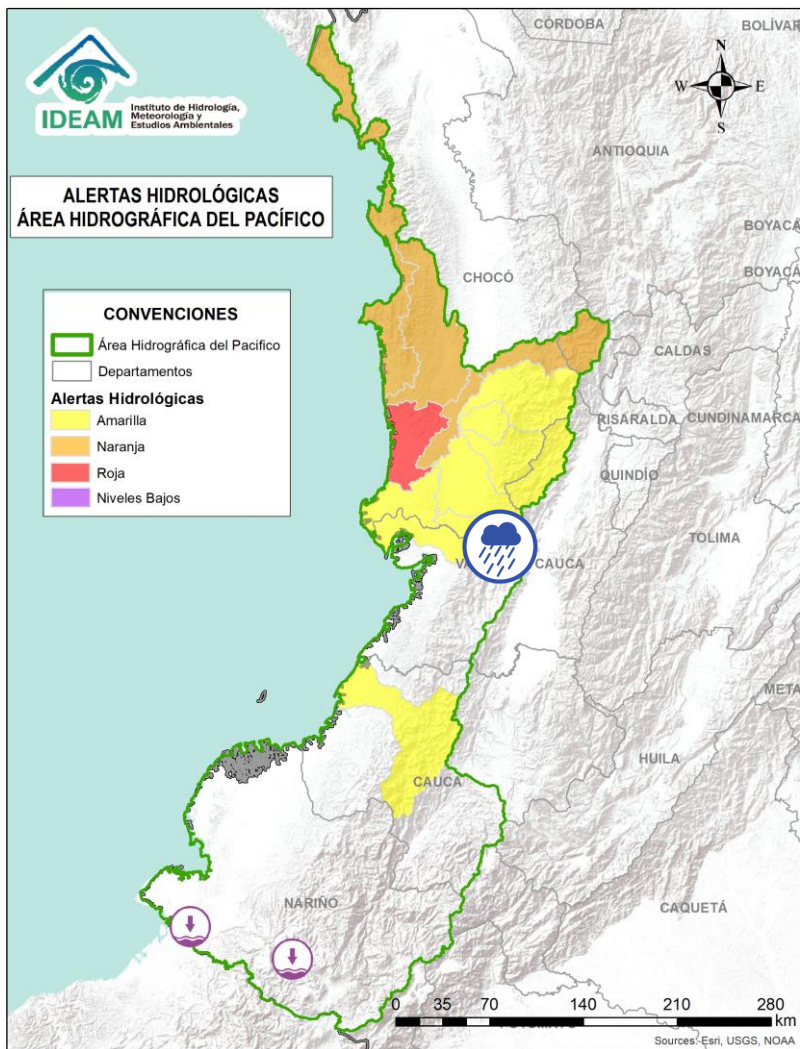 IDEAM
Instituto de Hidrología,
Meteorología y
Estudios Ambientales
ALERTAS HIDROLÓGICAS
ÁREA HIDROGRÁFICA DEL PACÍFICO
CONVENCIONES
Área Hidrográfica del Pacifico
Departamentos
Alertas Hidrológicas
Amarilla
Naranja
Roja
Niveles Bajos
N
W E
S
CÓRDOBA
BOLÍVAR
ANTIOQUIA
BOYACÁ
CHOCÓ
BOYACÁ
CALDAS
RISARALDA
CUNDINAMARCA
QUINDÍO
TOLIMA
CAUCA
META
HUILA
CAUCA
NARIÑO
CAQUETÁ
0 35 70 140 210 280
km
Sources: Esri, USGS, NOAA